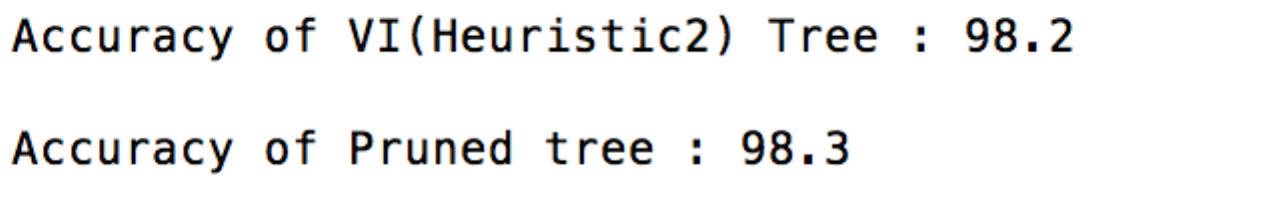 Accuracy of VI(Heuristic2) Tree : 98.2
Accuracy of Pruned tree : 98.3